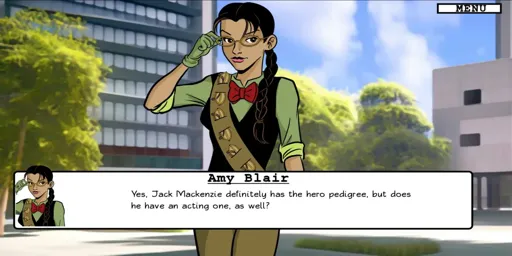 MENU
Amy Blair
Yes, Jack Mackenzie definitely has the hero pedigree, but does
he have an acting one, as well?